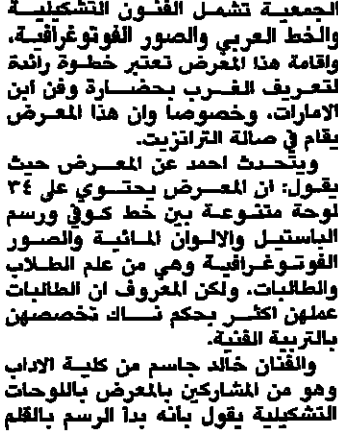 الجمعية تشمل الفنون التشكيلية
والخط العربي والصور الفوتوغرافية،
واقامة هذا المعرض تعتبر خطوة رائدة
لتعريف الغرب بحضارة وفن ابن
الامارات، وخصوصا وان هذا المعرض
يقام في صالة الترانزيت.
ويتحدث احمد عن المعرض حيث
يقول: ان المعرض يحتوي على ٣٤
لوحة متنوعة بين خط كوفي ورسم
الباستيل والالوان المائية والصور
الفوتوغرافية وهي من علم الطلاب
والطالبات، ولكن المعروف ان الطالبات
عملهن اكثر بحكم تخصصهن
بالتربية الفنية.
والفنان خالد جاسم من كلية الاداب
وهو من المشاركين بالمعرض باللوحات
التشكيلية يقول بأنه بدأ الرسم بالقلم